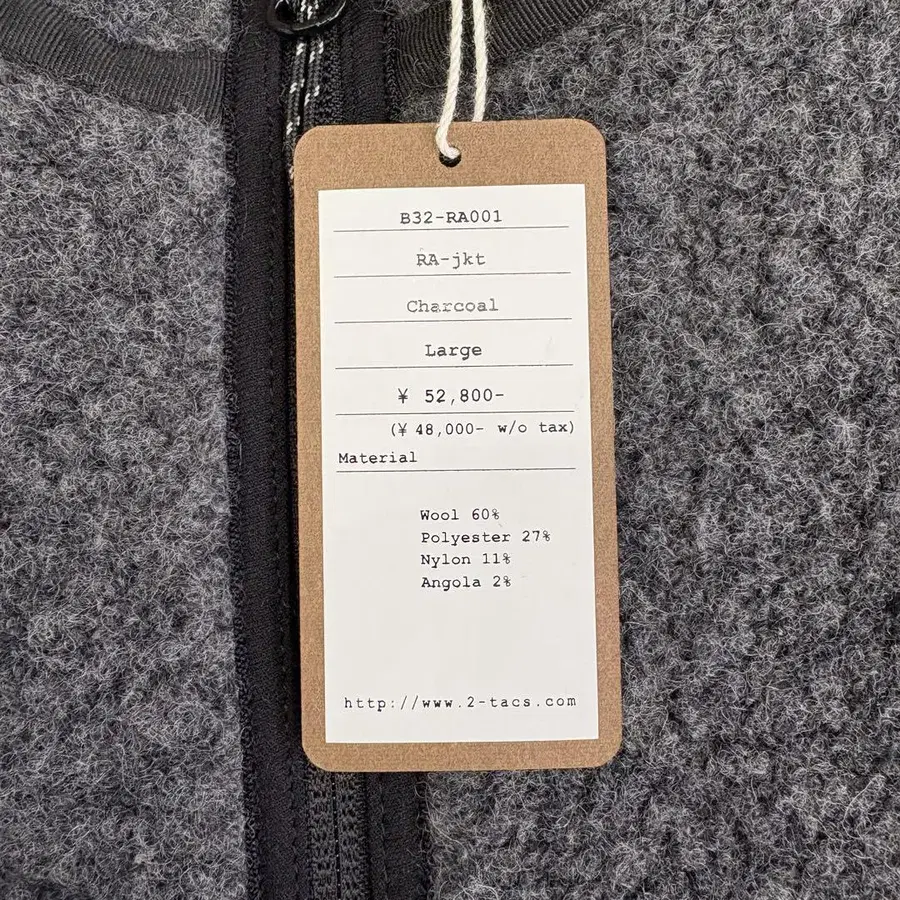 B32-RA001
RA-jkt
Charcoal
Large
¥ 52,800-
(¥ 48,000- w/o tax)
Material
Wool 60%
Polyester 27%
Nylon 11%
Angola 2%
http://www.2-tacs.com